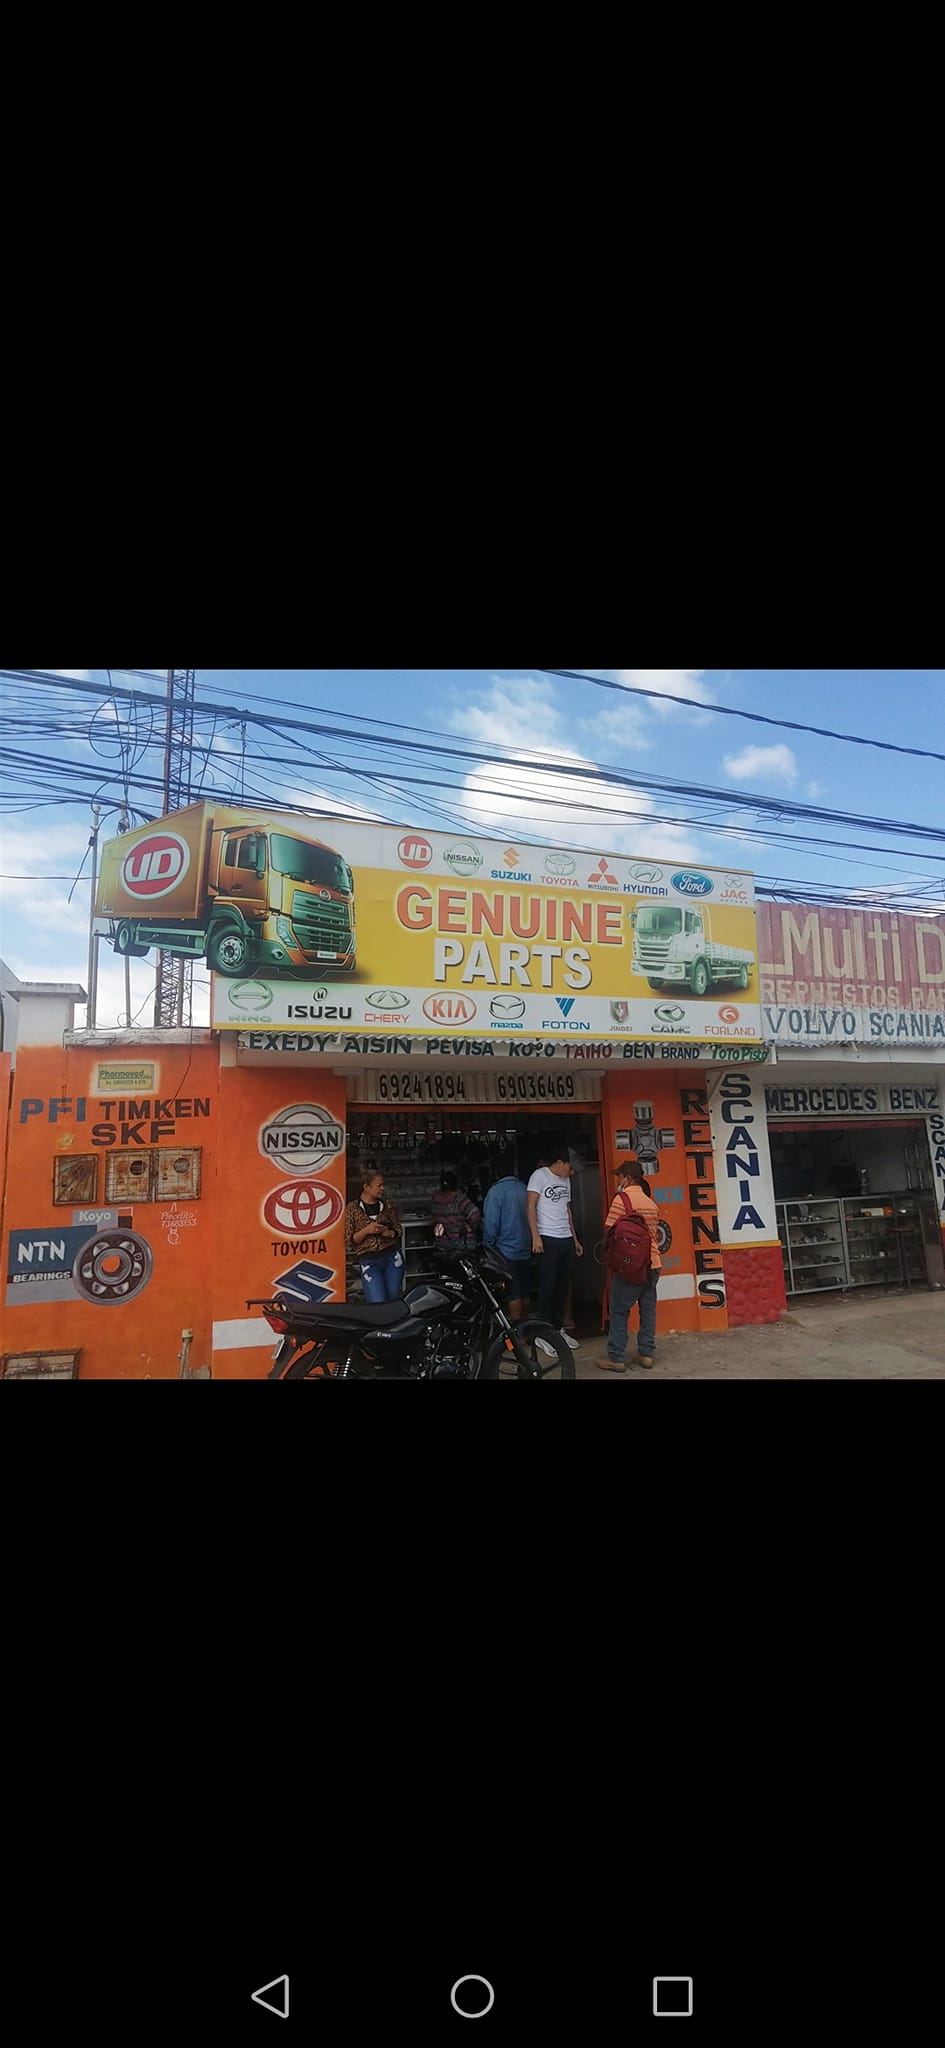 UD
UD NISSAN SUZUKI TOYOTA MITSUBISHI HYUNDAI Ford JAC
GENUINE
PARTS
HINO ISUZU CHERY KIA mazda FOTON JINBEI CAMC FORLAND
Multi D
VOLVO SCANIA
EXEDY AISIN PEVISA KOYO TAIHO BEN BRAND
69241894 69036469
MERCEDES BENZ
SCANIA
RETENES
Pharmaved
PFI TIMKEN
SKF
NISSAN
TOYOTA
Koyo
NTN
BEARINGS